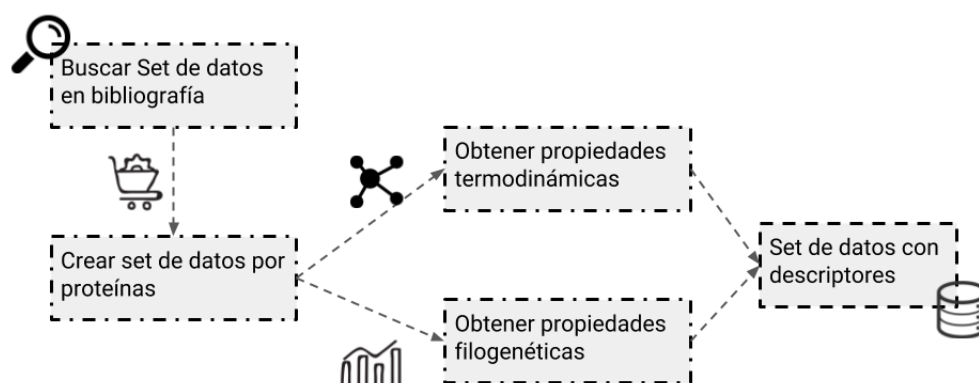 Buscar Set de datos
en bibliografía
Obtener propiedades
termodinámicas
Crear set de datos por
proteínas
Set de datos con
descriptores
Obtener propiedades
filogenéticas